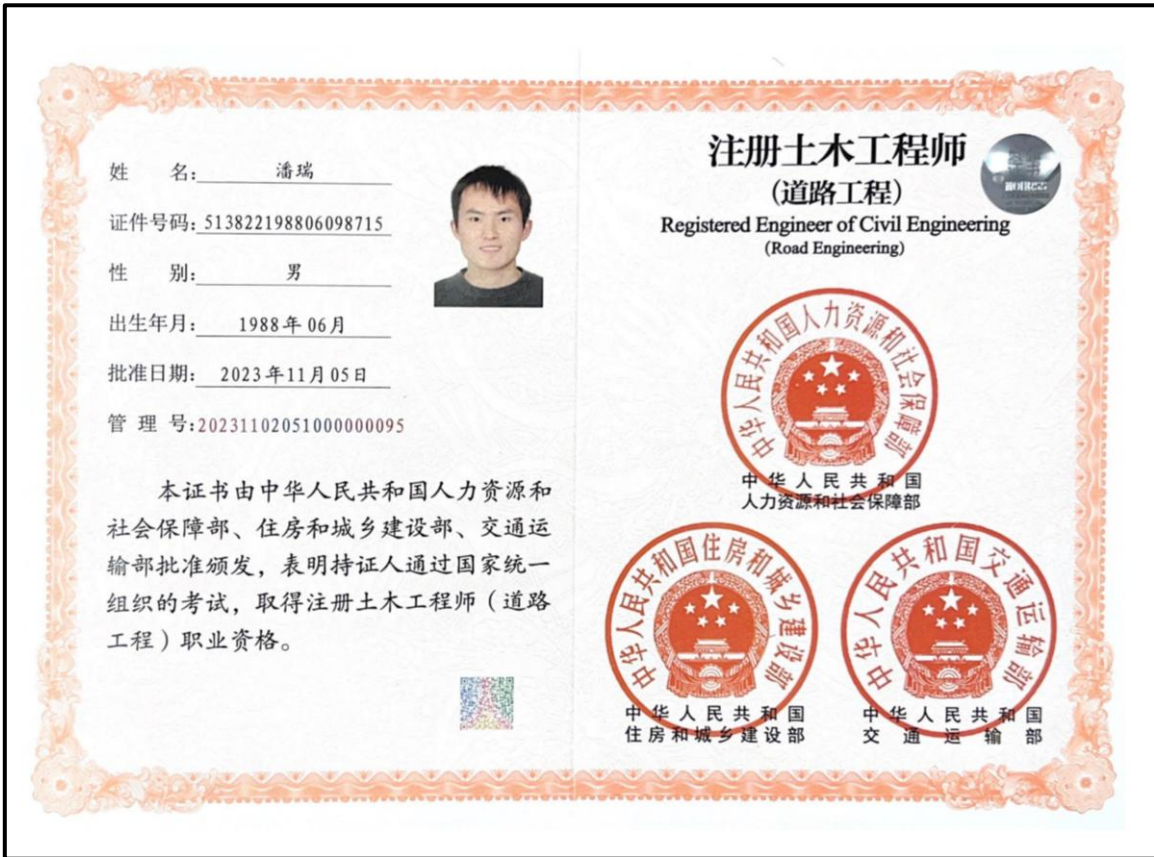 姓 名: 潘瑞
证件号码: 513822198806098715
性 别: 男
出生年月: 1988年06月
批准日期: 2023年11月05日
管 理 号:20231102051000000095
本证书由中华人民共和国人力资源和
社会保障部、住房和城乡建设部、交通运
输部批准颁发，表明持证人通过国家统一
组织的考试，取得注册土木工程师（道路
工程）职业资格。
注册土木工程师
(道路工程)
Registered Engineer of Civil Engineering
(Road Engineering)
中华人民共和国人力资源和社会保障部
中华人民共和国
人力资源和社会保障部
中华人民共和国住房和城乡建设部
中华人民共和国
住房和城乡建设部
中华人民共和国交通运输部
中华人民共和国
交通运输部